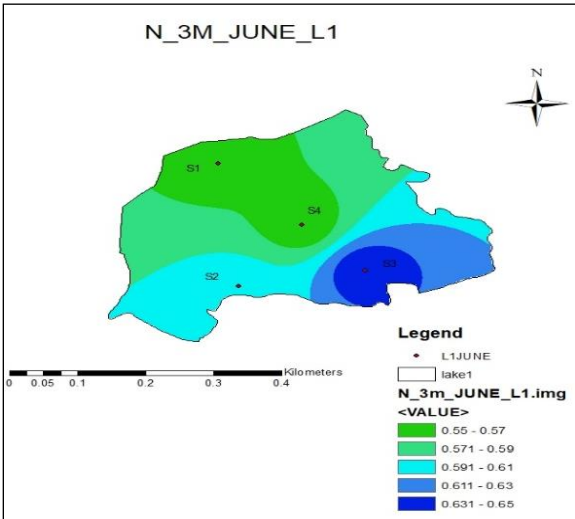 N_3M_JUNE_L1
N
S1
S4
S2
S3
Legend
L1JUNE
lake1
Kilometers
0 0.05 0.1 0.2 0.3 0.4
N_3m_JUNE_L1.img
<VALUE>
0.55 - 0.57
0.571 - 0.59
0.591 - 0.61
0.611 - 0.63
0.631 - 0.65